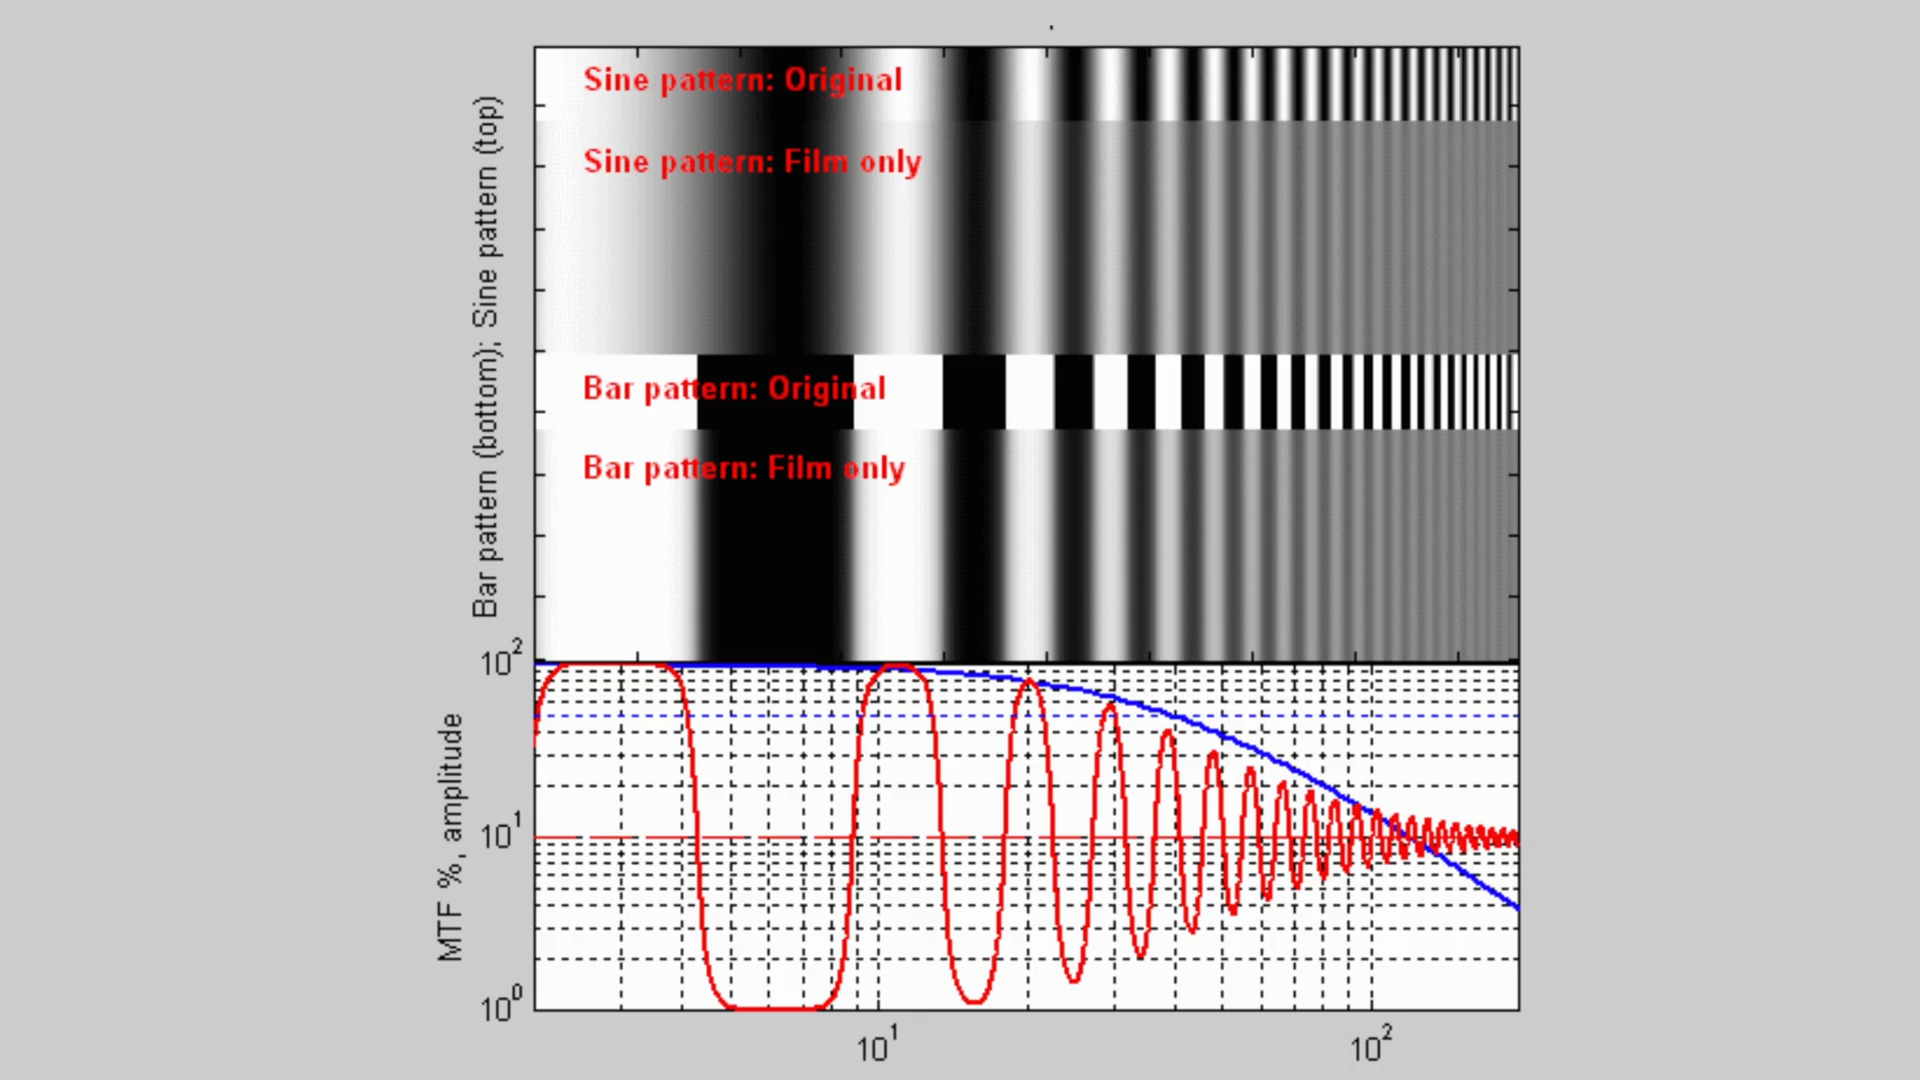 Sine pattern: Original
Sine pattern: Film only
Bar pattern: Original
Bar pattern: Film only
Bar pattern (bottom); Sine pattern (top)
MTF %, amplitude
10²
10¹
10⁰
10¹
10²